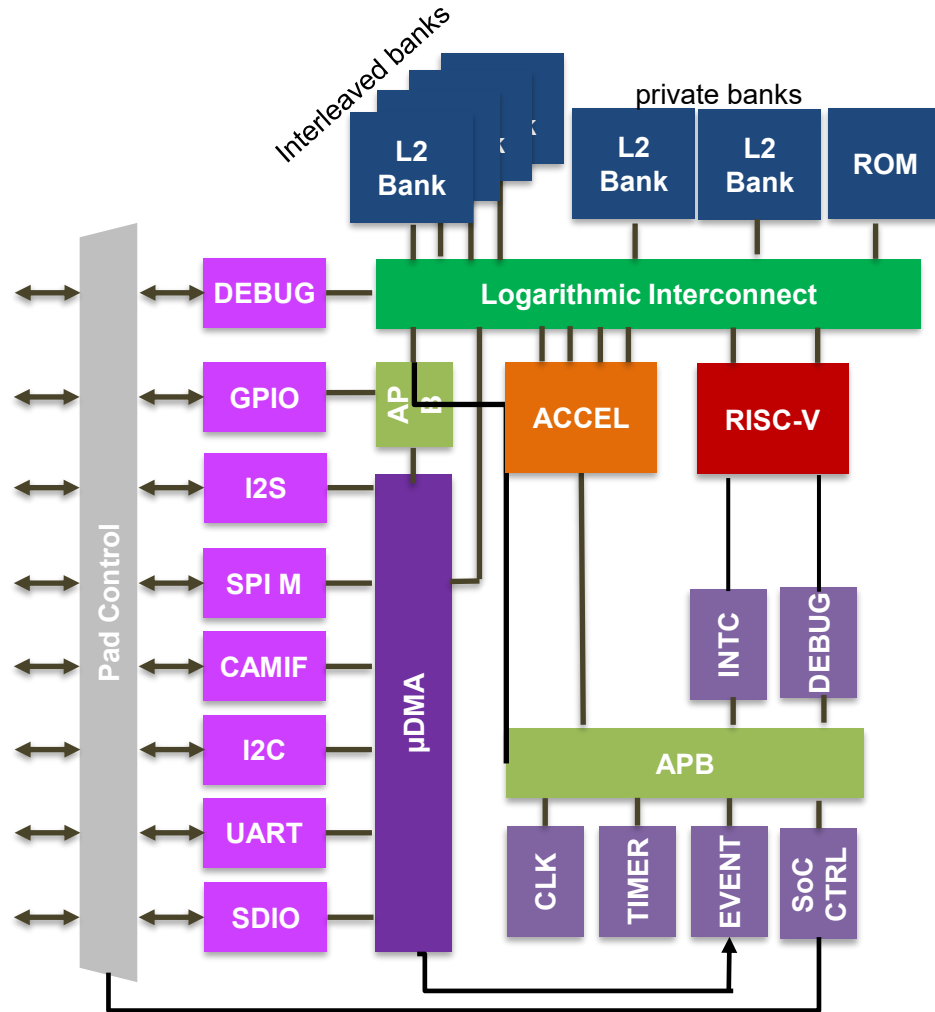 Interleaved banks
private banks
L2
Bank
k
k
L2
Bank
L2
Bank
ROM
DEBUG
Logarithmic Interconnect
GPIO
AP
B
ACCEL
RISC-V
I2S
SPI M
Pad Control
CAMIF
µDMA
INTC
DEBUG
I2C
APB
UART
CLK
TIMER
EVENT
SoC
CTRL
SDIO